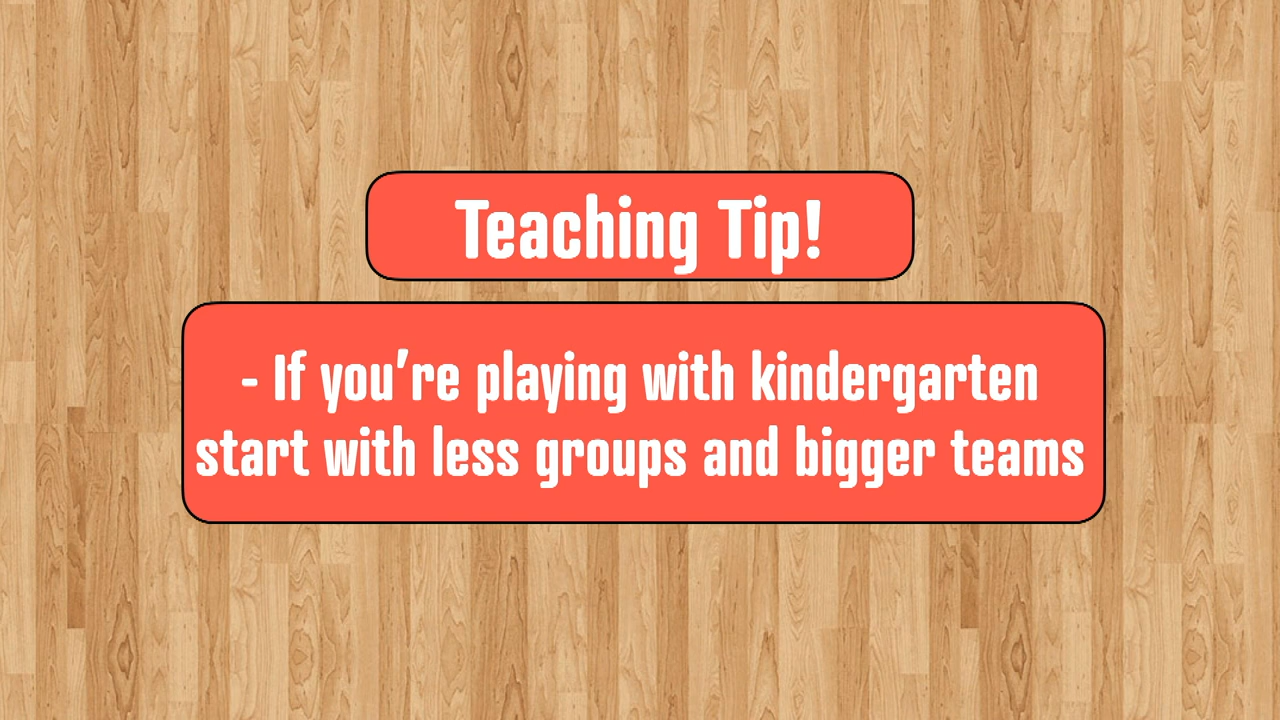 Teaching Tip!
- If you’re playing with kindergarten
start with less groups and bigger teams